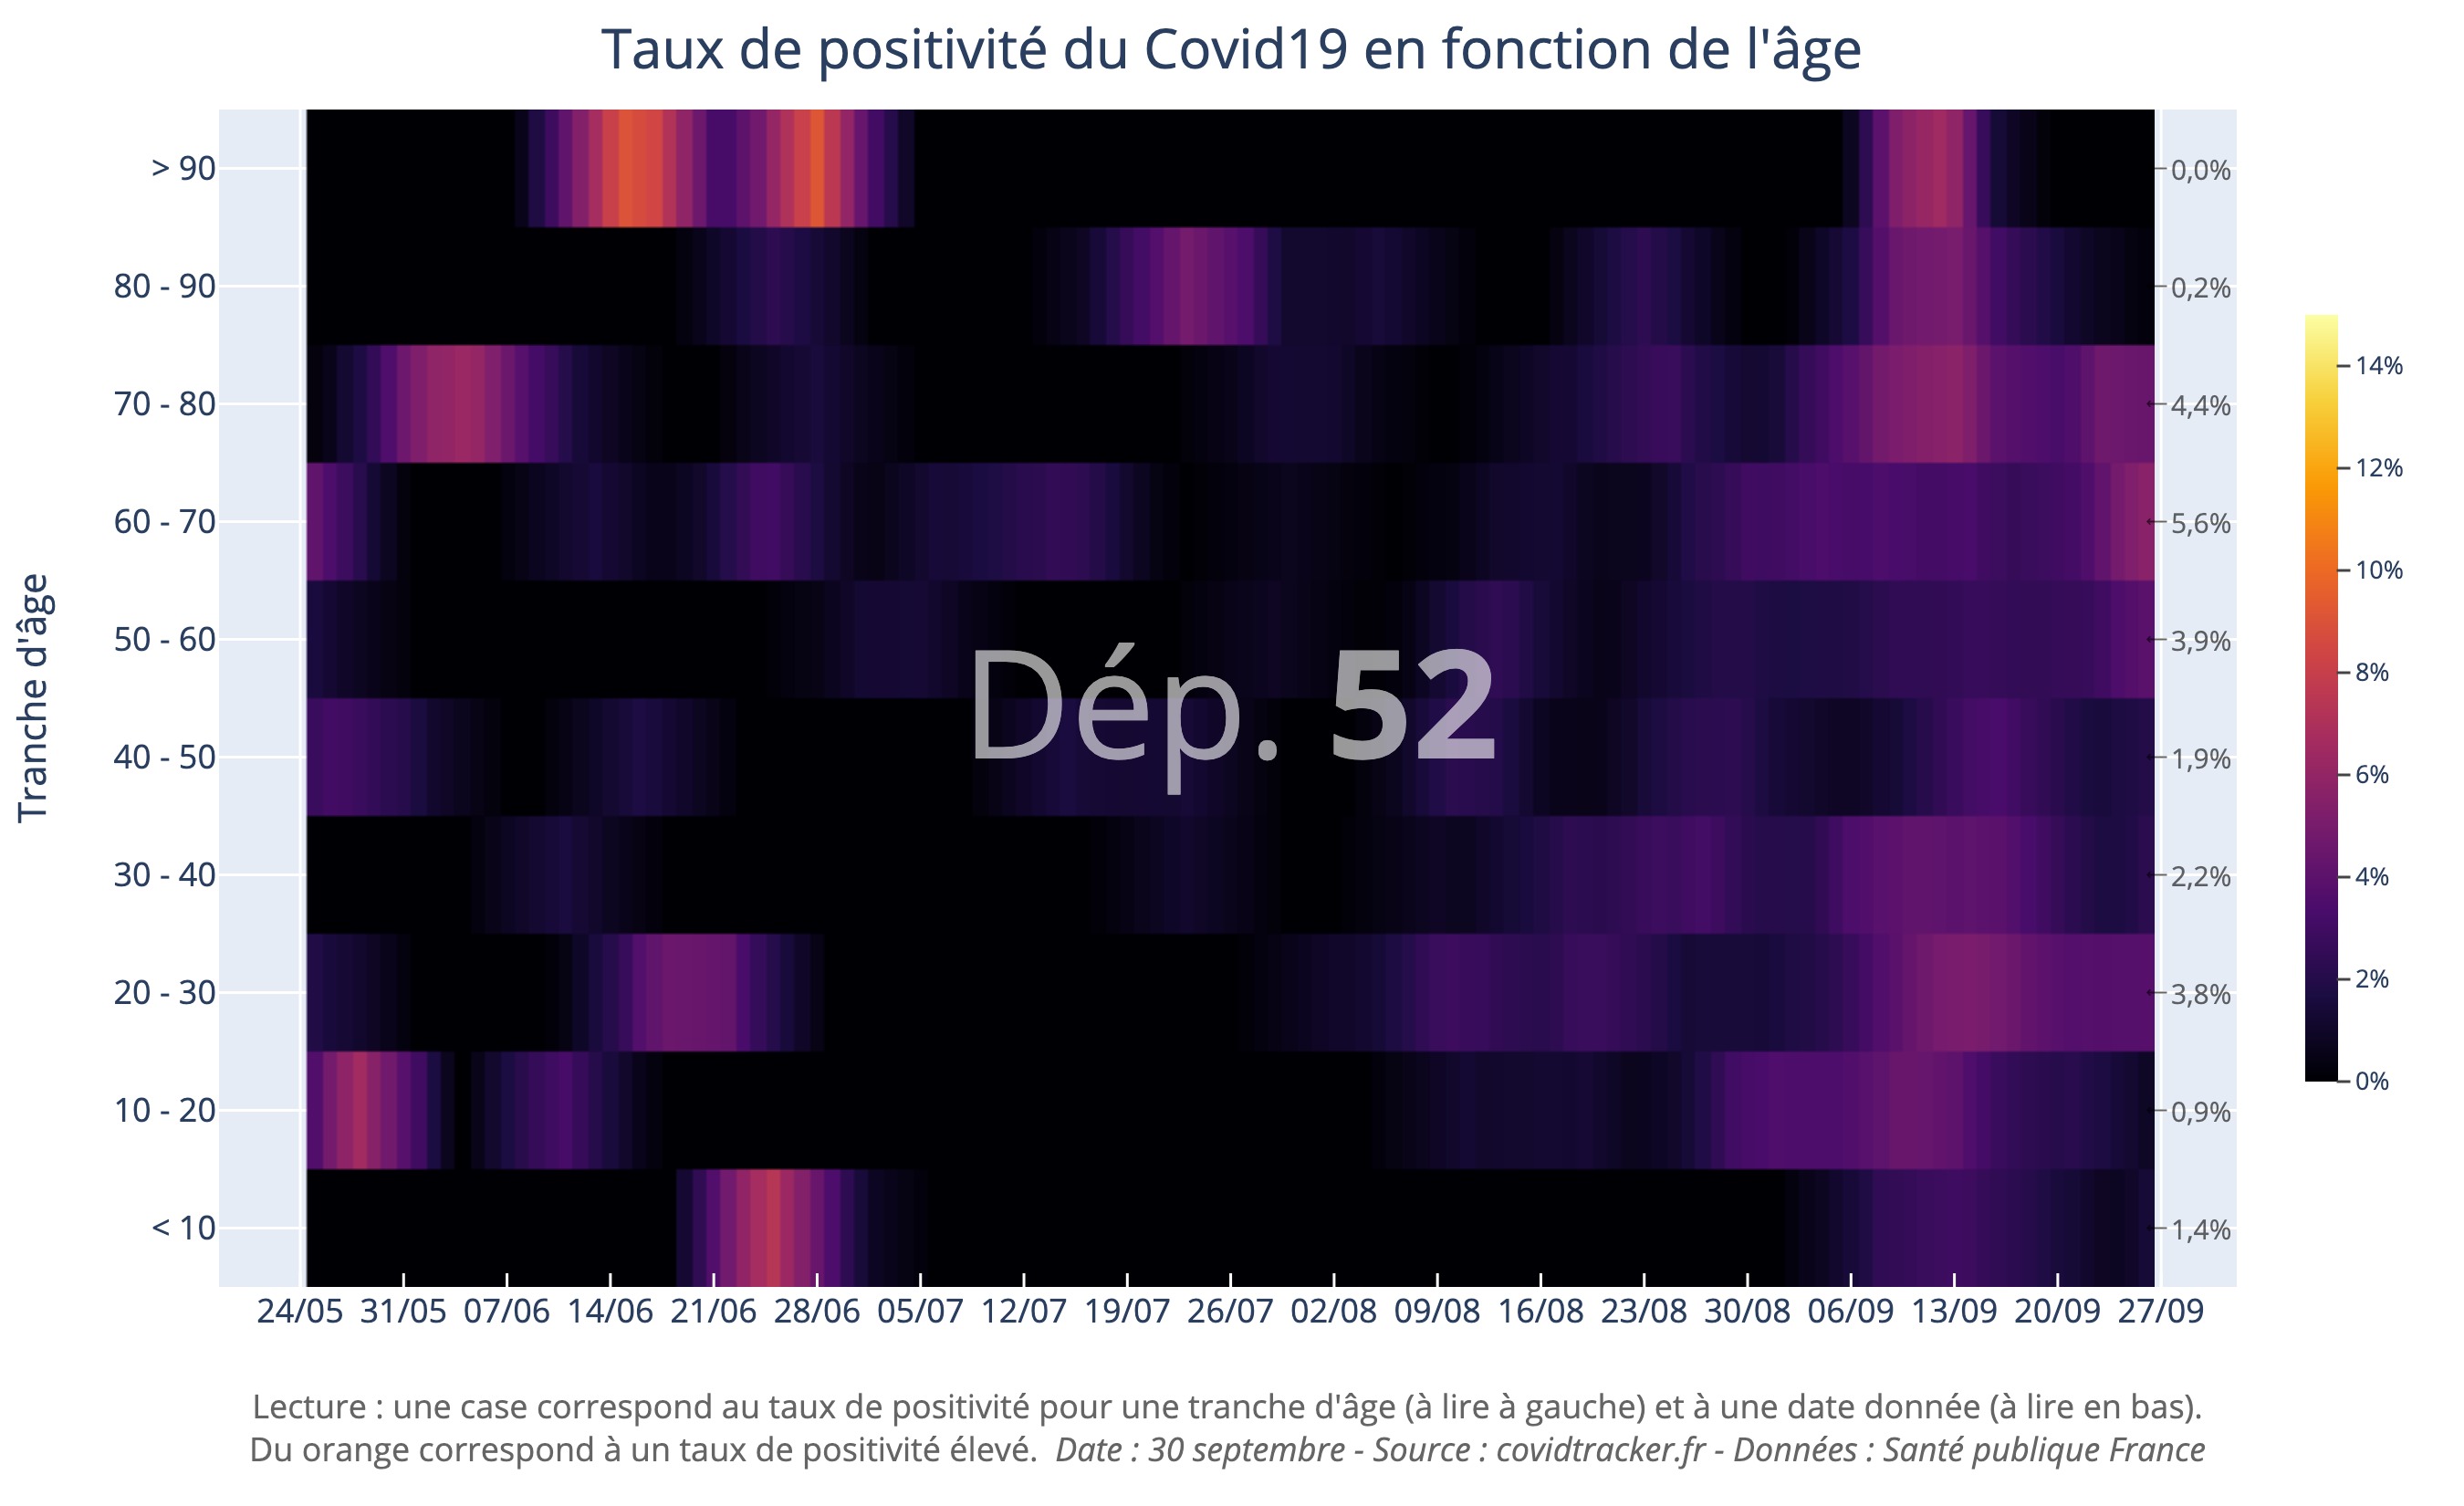 Taux de positivité du Covid19 en fonction de l'âge
Tranche d'âge
> 90
80 - 90
70 - 80
60 - 70
50 - 60
40 - 50
30 - 40
20 - 30
10 - 20
< 10
Dép. 52
0,0%
0,2%
4,4%
5,6%
3,9%
1,9%
2,2%
3,8%
0,9%
1,4%
14%
12%
10%
8%
6%
4%
2%
0%
24/05 31/05 07/06 14/06 21/06 28/06 05/07 12/07 19/07 26/07 02/08 09/08 16/08 23/08 30/08 06/09 13/09 20/09 27/09
Lecture : une case correspond au taux de positivité pour une tranche d'âge (à lire à gauche) et à une date donnée (à lire en bas).
Du orange correspond à un taux de positivité élevé. Date : 30 septembre - Source : covidtracker.fr - Données : Santé publique France